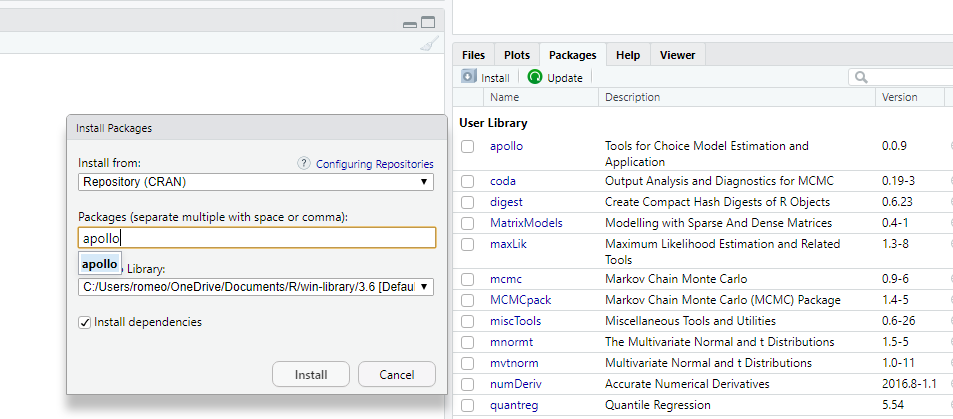 Files Plots Packages Help Viewer
Install Update
Name Description Version
User Library
apollo Tools for Choice Model Estimation and Application 0.0.9
coda Output Analysis and Diagnostics for MCMC 0.19-3
digest Create Compact Hash Digests of R Objects 0.6.23
MatrixModels Modelling with Sparse And Dense Matrices 0.4-1
maxLik Maximum Likelihood Estimation and Related Tools 1.3-8
mcmc Markov Chain Monte Carlo 0.9-6
MCMCpack Markov Chain Monte Carlo (MCMC) Package 1.4-5
miscTools Miscellaneous Tools and Utilities 0.6-26
mnormt The Multivariate Normal and t Distributions 1.5-5
mvtnorm Multivariate Normal and t Distributions 1.0-11
numDeriv Accurate Numerical Derivatives 2016.8-1.1
quantreg Quantile Regression 5.54
Install Packages
Install from: ? Configuring Repositories
Repository (CRAN)
Packages (separate multiple with space or comma):
apollo
apollo
Library:
C:/Users/romeo/OneDrive/Documents/R/win-library/3.6 [Defaul
Install dependencies
Install Cancel